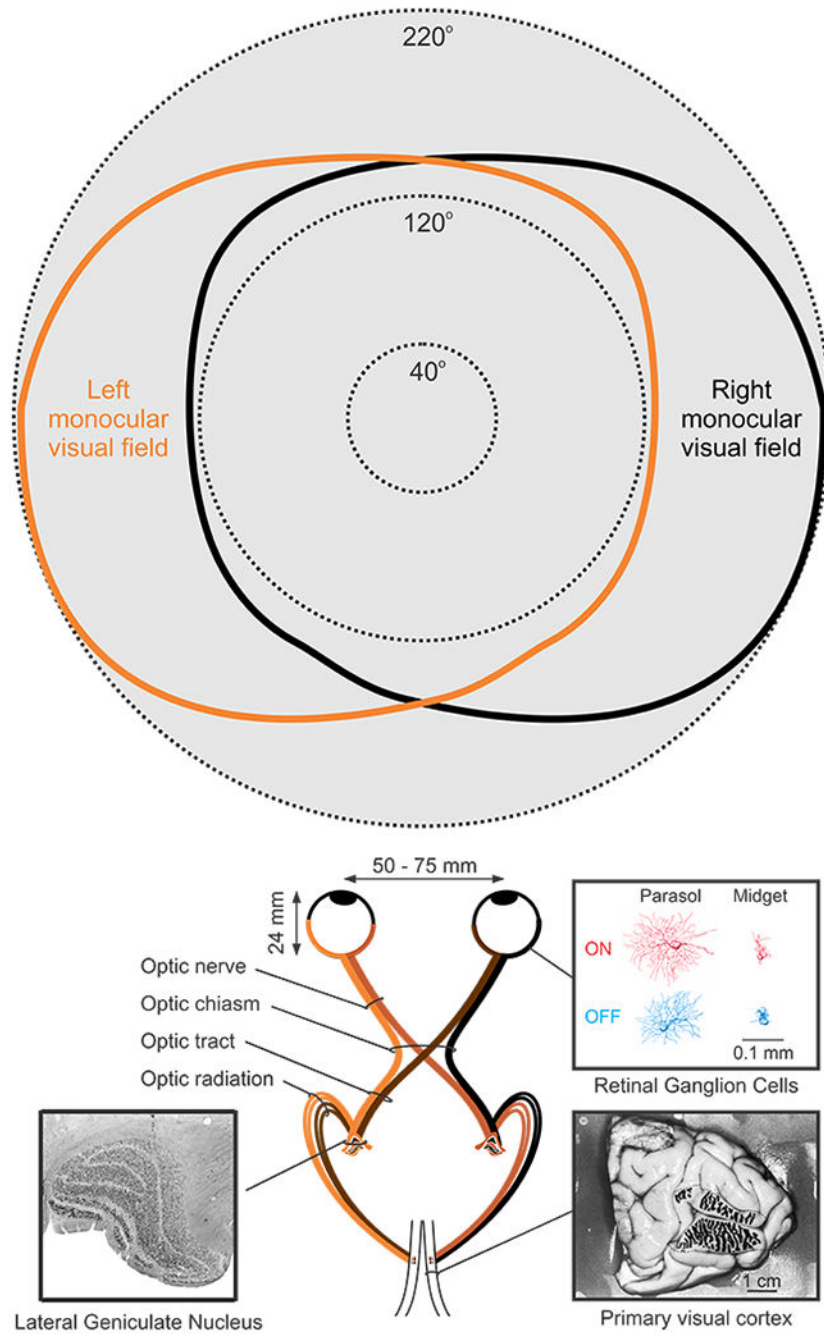 220°
120°
40°
Left
monocular
visual field
Right
monocular
visual field
50 - 75 mm
24 mm
Parasol
Midget
ON
OFF
0.1 mm
Retinal Ganglion Cells
Optic nerve
Optic chiasm
Optic tract
Optic radiation
Lateral Geniculate Nucleus
1 cm
Primary visual cortex